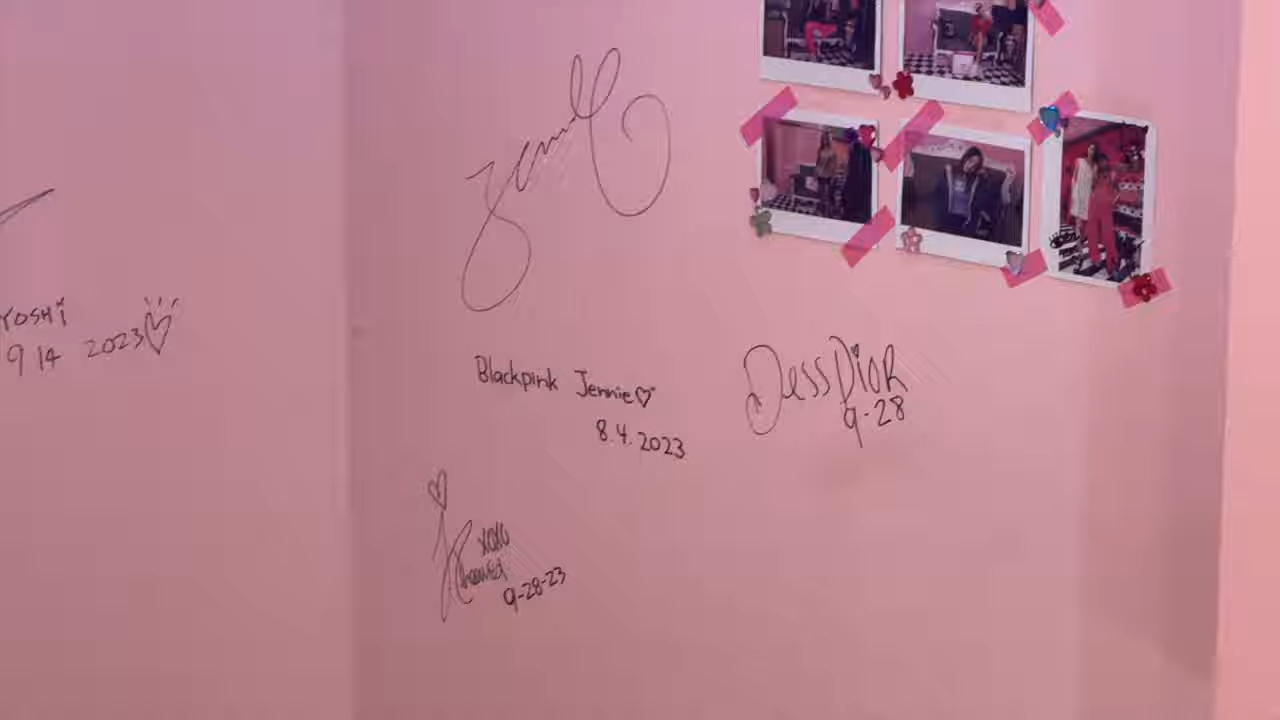 YOSHi
9 14 2023
Blackpink Jennie
8.4.2023
DessDioR
9-28
xoxo
9-28-23